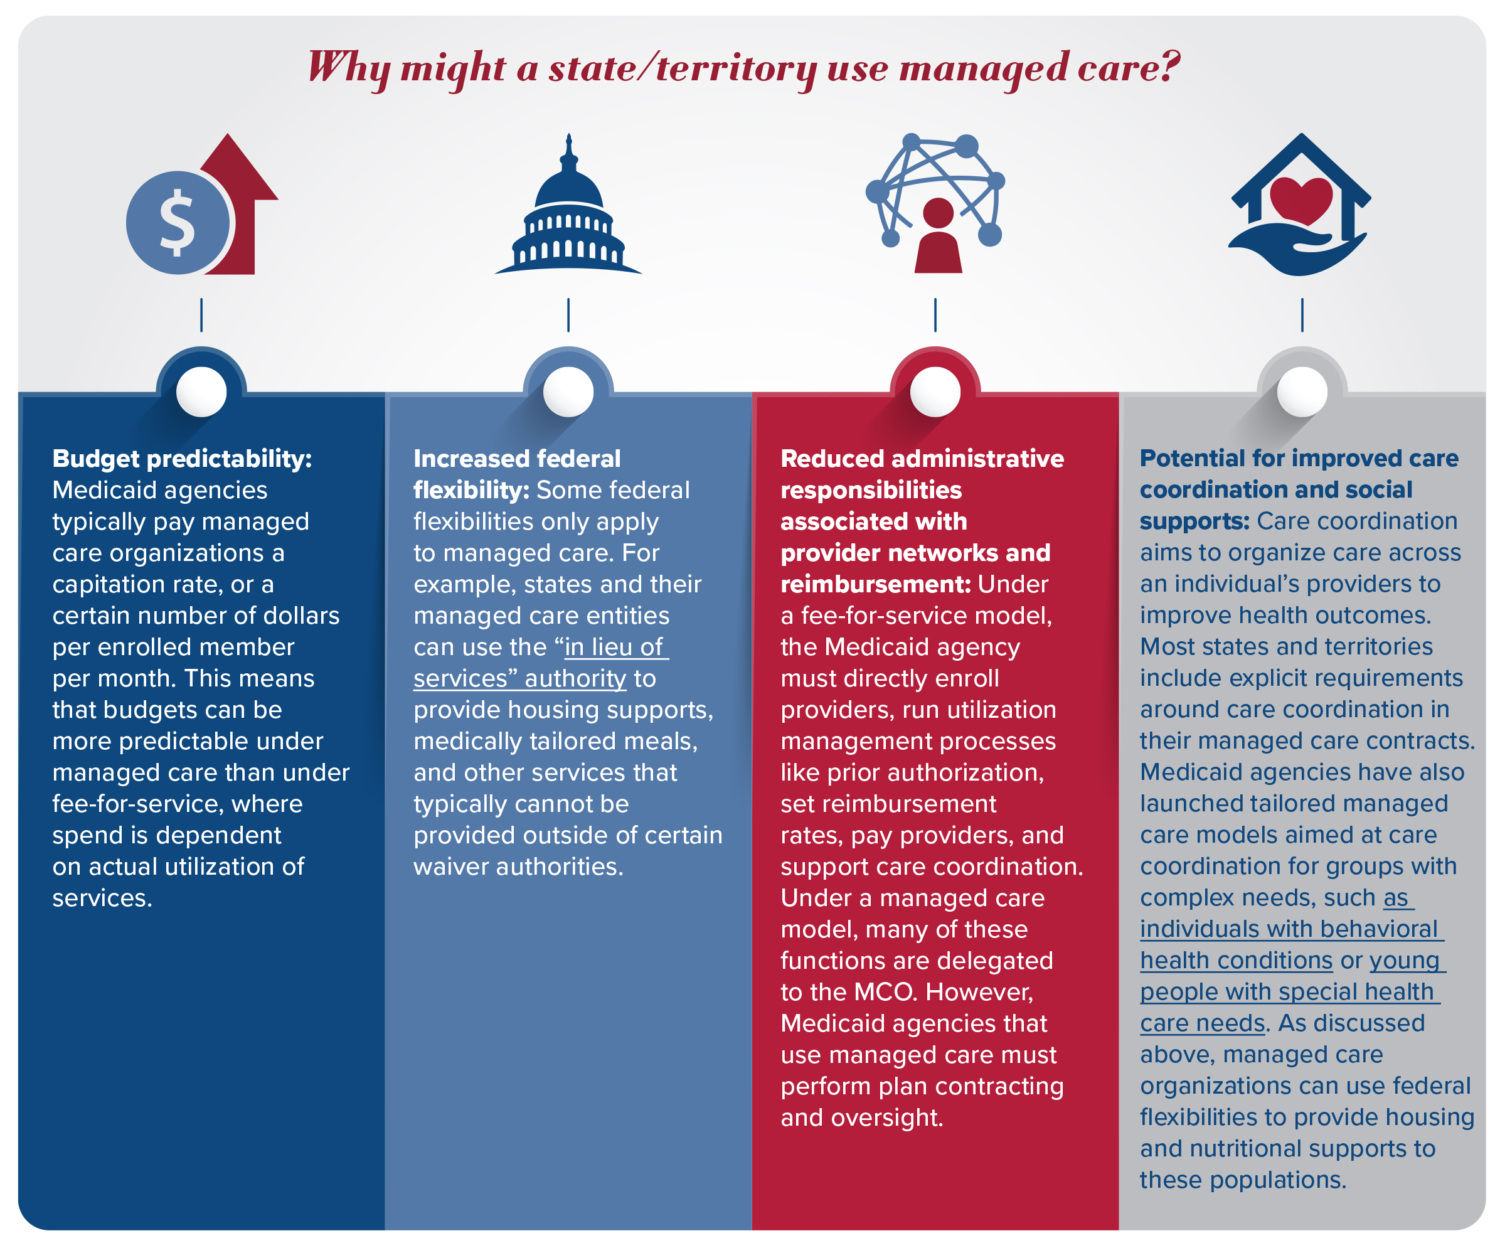 Why might a state/territory use managed care?
$
Budget predictability:
Medicaid agencies
typically pay managed
care organizations a
capitation rate, or a
certain number of dollars
per enrolled member
per month. This means
that budgets can be
more predictable under
managed care than under
fee-for-service, where
spend is dependent
on actual utilization of
services.
Increased federal
flexibility: Some federal
flexibilities only apply
to managed care. For
example, states and their
managed care entities
can use the “in lieu of
services” authority to
provide housing supports,
medically tailored meals,
and other services that
typically cannot be
provided outside of certain
waiver authorities.
Reduced administrative
responsibilities
associated with
provider networks and
reimbursement: Under
a fee-for-service model,
the Medicaid agency
must directly enroll
providers, run utilization
management processes
like prior authorization,
set reimbursement
rates, pay providers, and
support care coordination.
Under a managed care
model, many of these
functions are delegated
to the MCO. However,
Medicaid agencies that
use managed care must
perform plan contracting
and oversight.
Potential for improved care
coordination and social
supports: Care coordination
aims to organize care across
an individual’s providers to
improve health outcomes.
Most states and territories
include explicit requirements
around care coordination in
their managed care contracts.
Medicaid agencies have also
launched tailored managed
care models aimed at care
coordination for groups with
complex needs, such as
individuals with behavioral
health conditions or young
people with special health
care needs. As discussed
above, managed care
organizations can use federal
flexibilities to provide housing
and nutritional supports to
these populations.